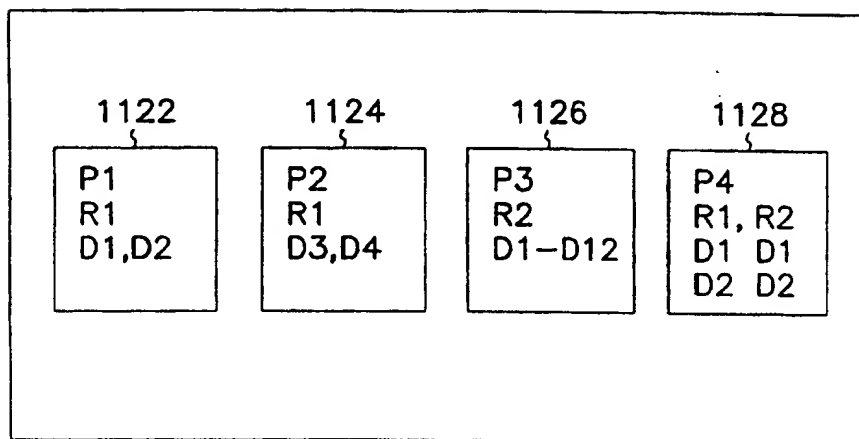 1122 1124 1126 1128
P1
R1
D1,D2
P2
R1
D3,D4
P3
R2
D1–D12
P4
R1, R2
D1 D1
D2 D2